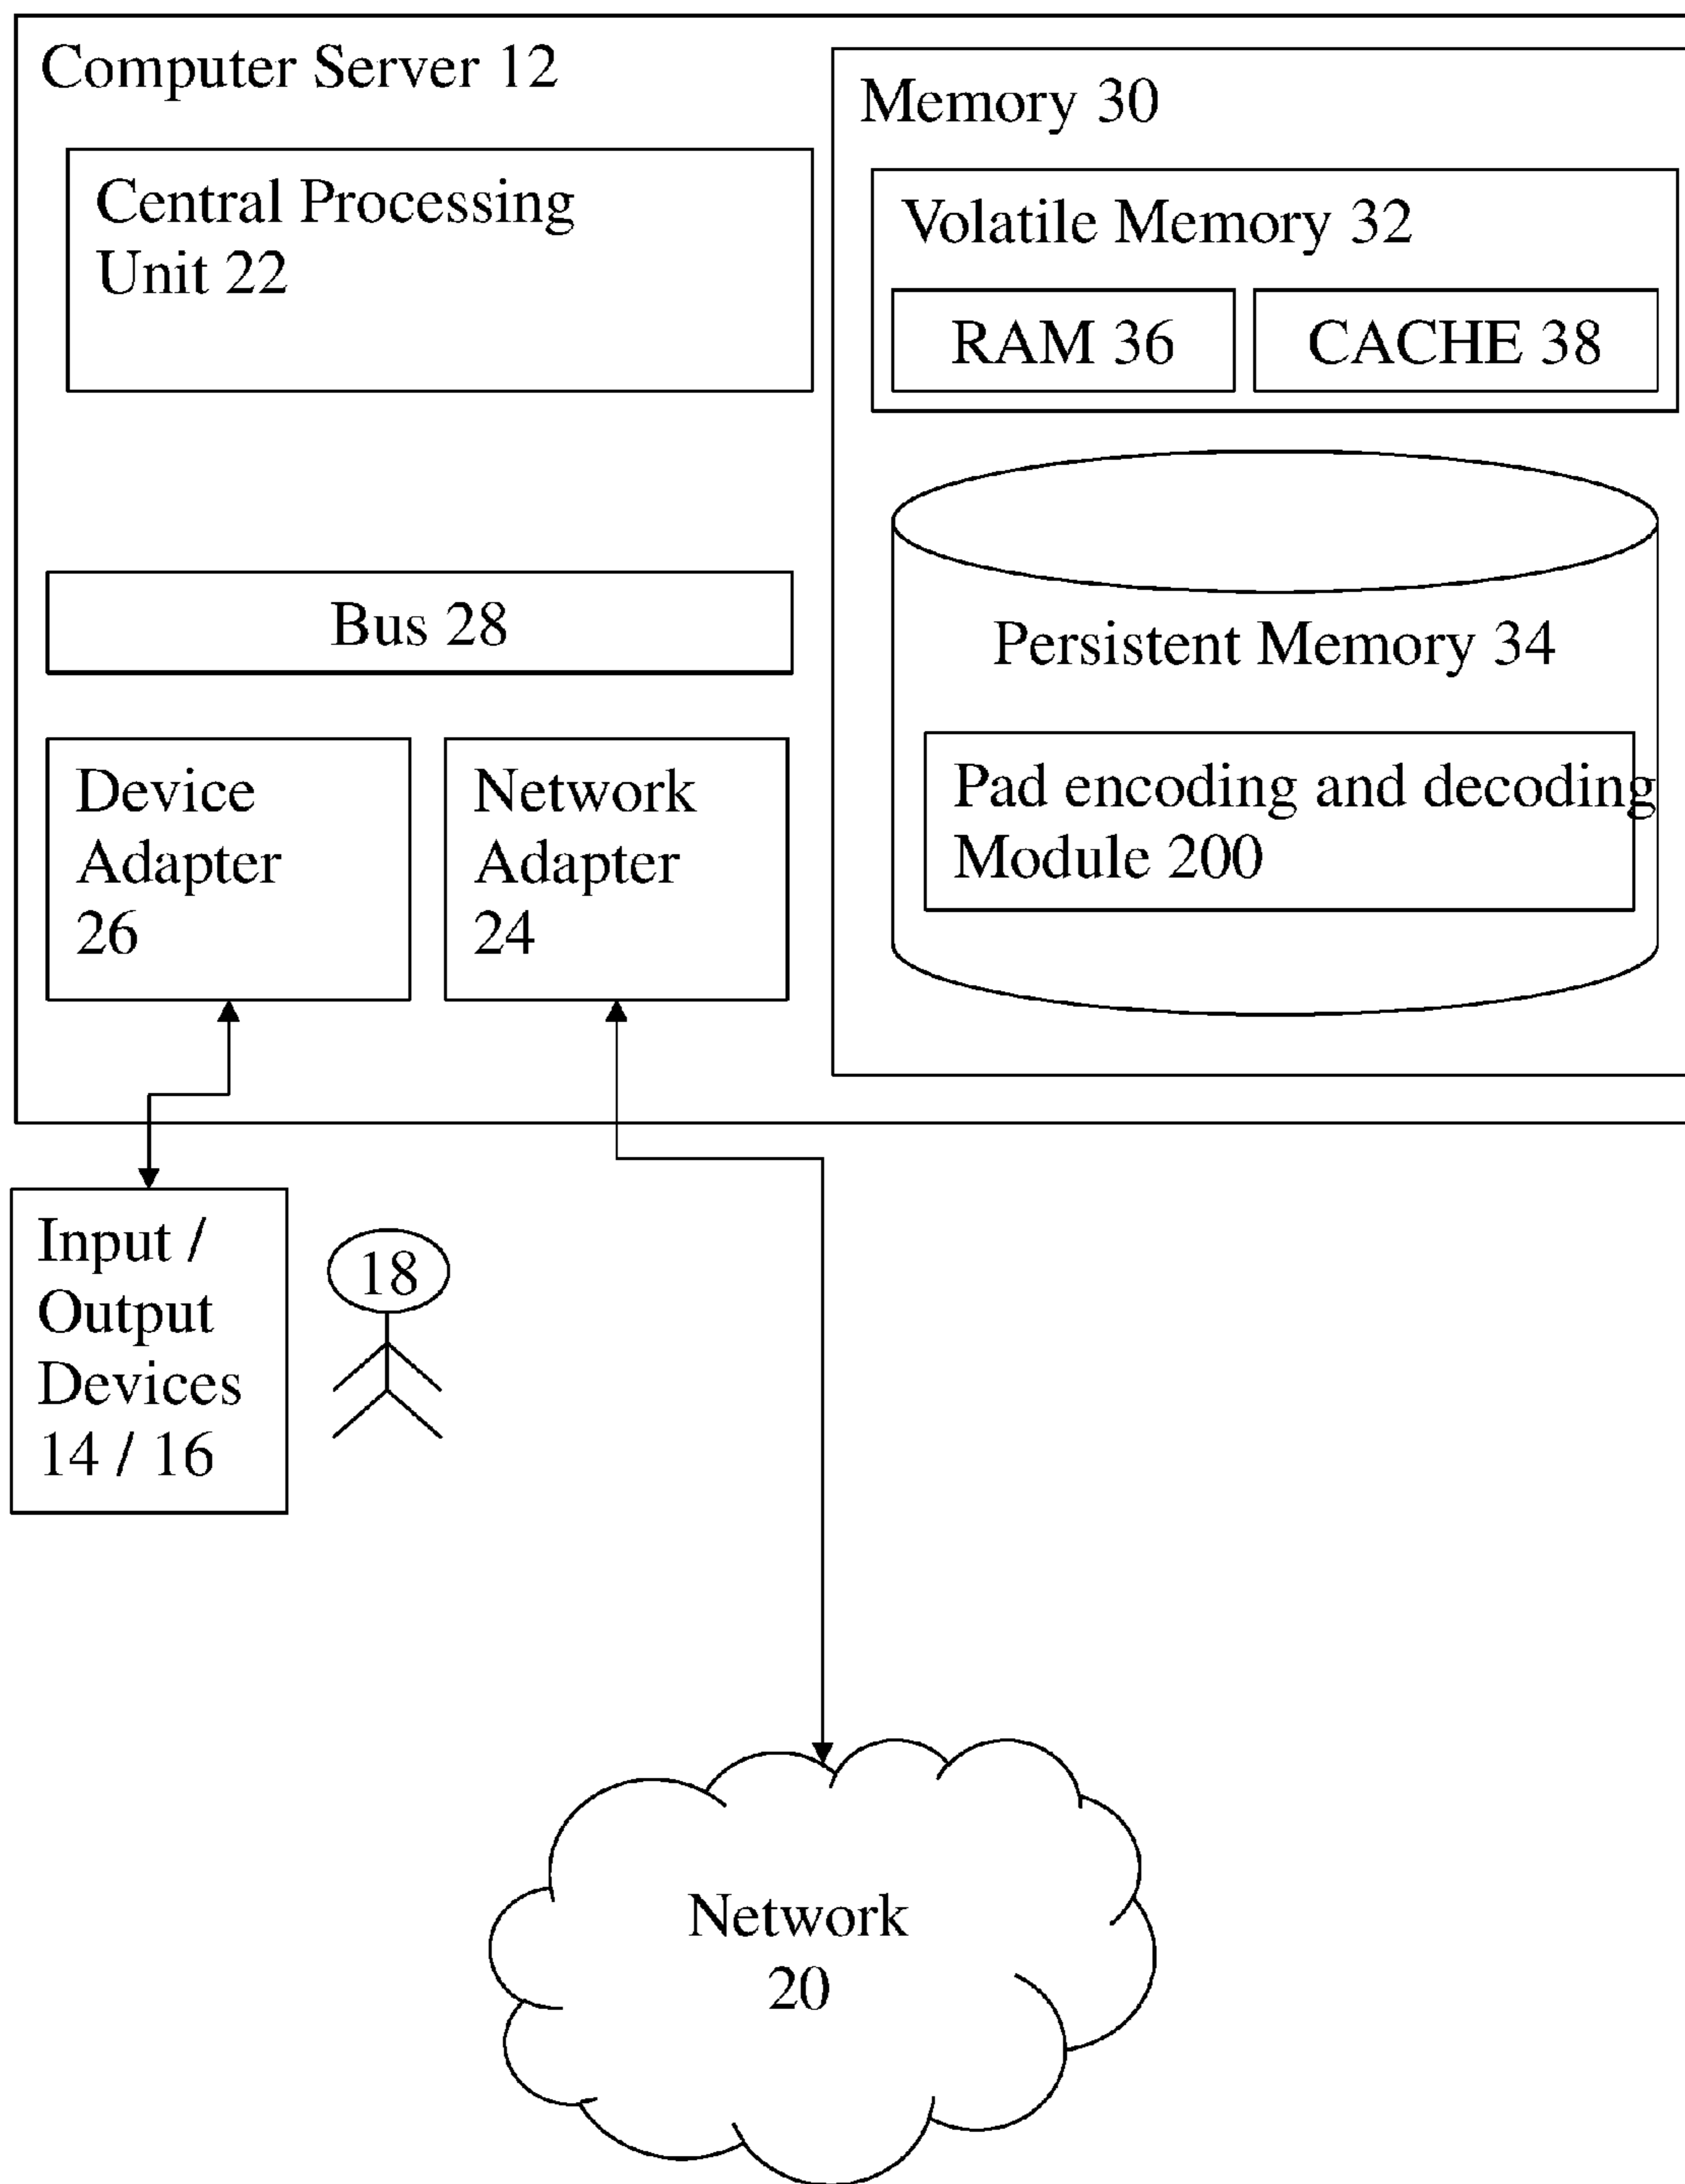 Computer Server 12
Central Processing
Unit 22
Bus 28
Device
Adapter
26
Network
Adapter
24
Memory 30
Volatile Memory 32
RAM 36
CACHE 38
Persistent Memory 34
Pad encoding and decoding
Module 200
Input /
Output
Devices
14 / 16
18
Network
20